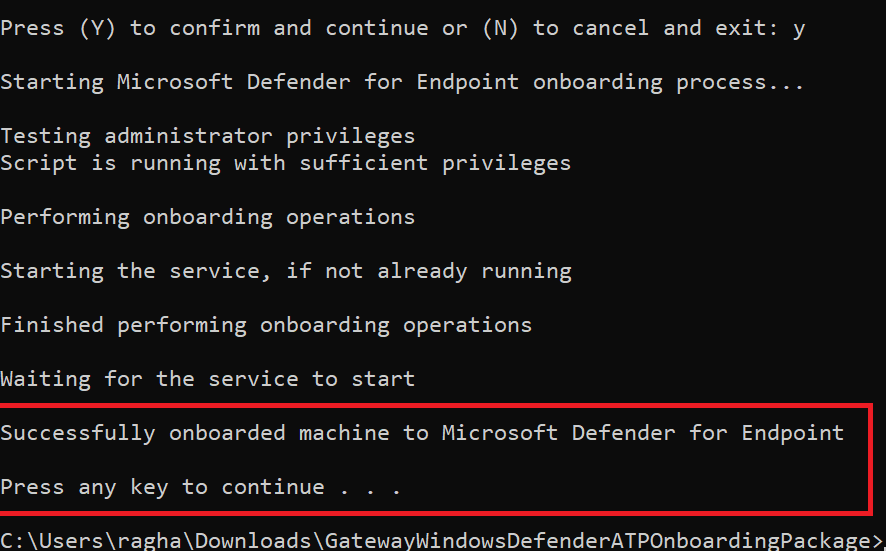 Press (Y) to confirm and continue or (N) to cancel and exit: y
Starting Microsoft Defender for Endpoint onboarding process...
Testing administrator privileges
Script is running with sufficient privileges
Performing onboarding operations
Starting the service, if not already running
Finished performing onboarding operations
Waiting for the service to start
Successfully onboarded machine to Microsoft Defender for Endpoint
Press any key to continue . . .
C:\Users\ragha\Downloads\GatewayWindowsDefenderATPOnboardingPackage>